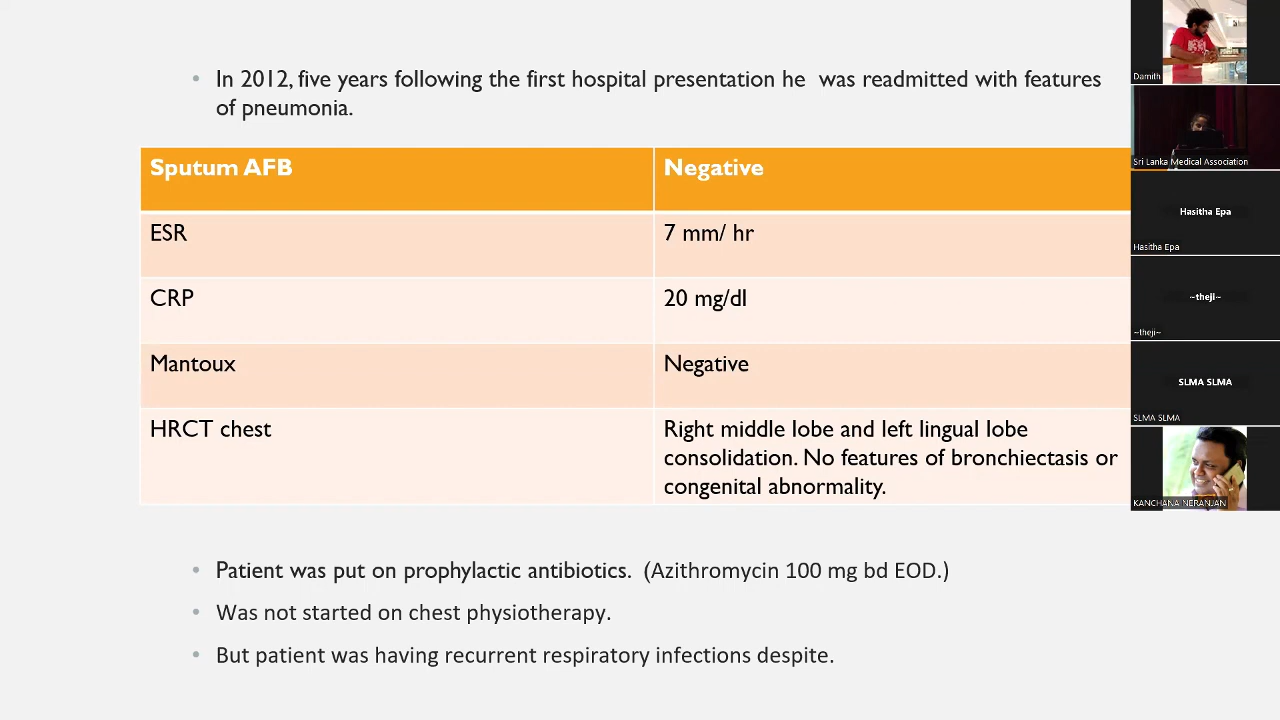 • In 2012, five years following the first hospital presentation he was readmitted with features
of pneumonia.
Sputum AFB
Negative
ESR
7 mm/ hr
CRP
20 mg/dl
Mantoux
Negative
HRCT chest
Right middle lobe and left lingual lobe
consolidation. No features of bronchiectasis or
congenital abnormality.
• Patient was put on prophylactic antibiotics. (Azithromycin 100 mg bd EOD.)
• Was not started on chest physiotherapy.
• But patient was having recurrent respiratory infections despite.
Damith
Sri Lanka Medical Association
Hasitha Epa
Hasitha Epa
~theji~
~theji~
SLMA SLMA
SLMA SLMA
KANCHANA NERANJAN